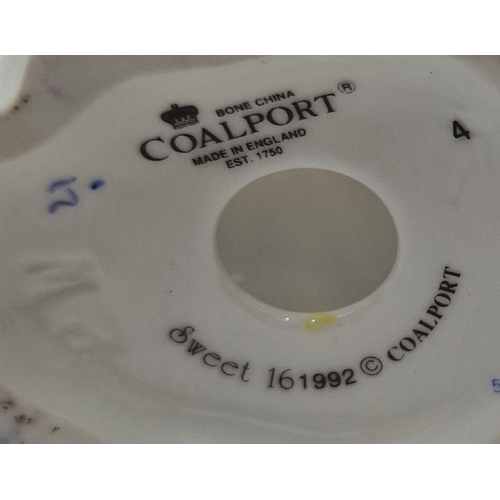 BONE CHINA
COALPORT®
MADE IN ENGLAND
EST. 1750
4
Sweet 16 1992 © COALPORT